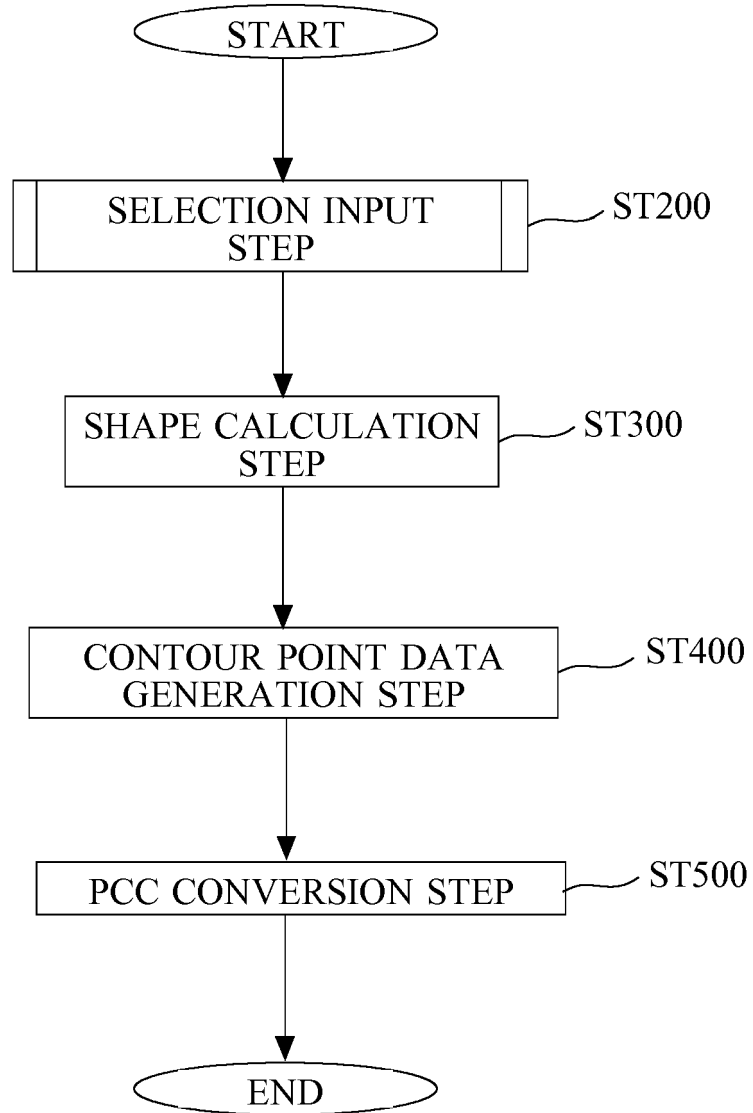 START
SELECTION INPUT
STEP
ST200
SHAPE CALCULATION
STEP
ST300
CONTOUR POINT DATA
GENERATION STEP
ST400
PCC CONVERSION STEP
ST500
END